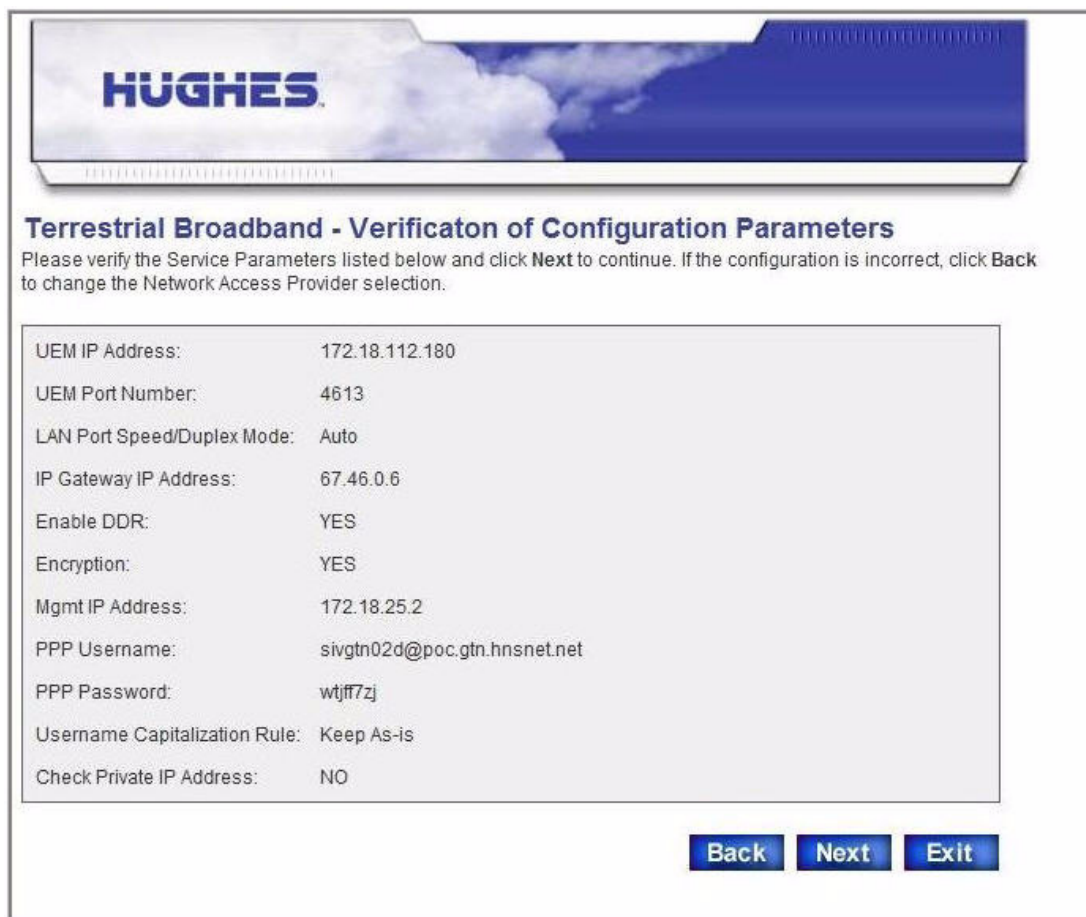 HUGHES
Terrestrial Broadband - Verificaton of Configuration Parameters
Please verify the Service Parameters listed below and click Next to continue. If the configuration is incorrect, click Back
to change the Network Access Provider selection.
UEM IP Address: 172.18.112.180
UEM Port Number: 4613
LAN Port Speed/Duplex Mode: Auto
IP Gateway IP Address: 67.46.0.6
Enable DDR: YES
Encryption: YES
Mgmt IP Address: 172.18.25.2
PPP Username: sivgtn02d@poc.gtn.hnsnet.net
PPP Password: wtjff7zj
Username Capitalization Rule: Keep As-is
Check Private IP Address: NO
Back Next Exit